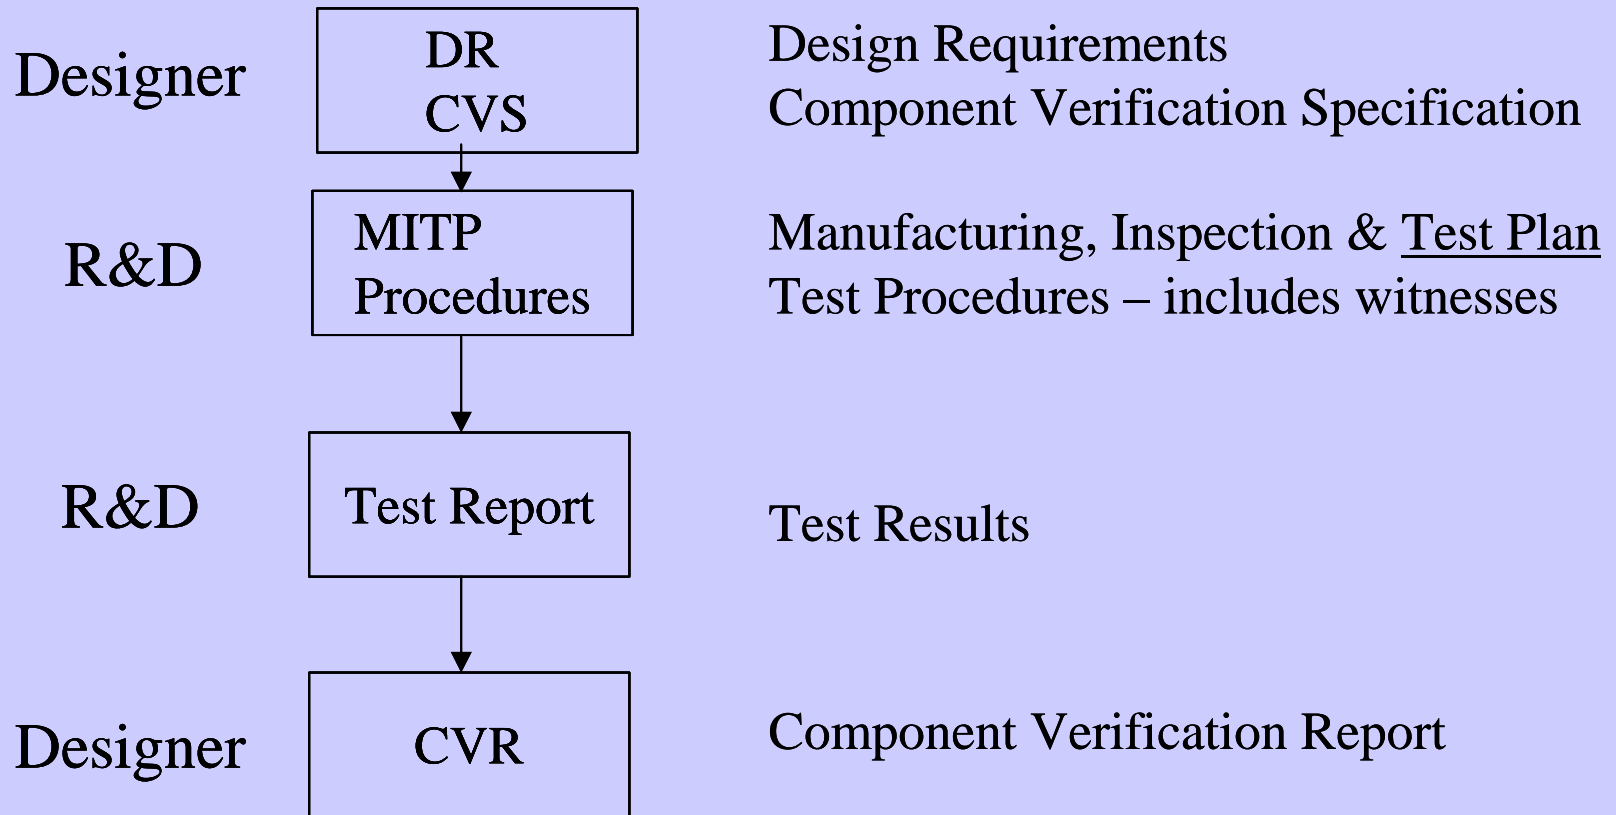 Designer
DR
CVS
Design Requirements
Component Verification Specification
R&D
MITP
Procedures
Manufacturing, Inspection & Test Plan
Test Procedures – includes witnesses
R&D
Test Report
Test Results
Designer
CVR
Component Verification Report